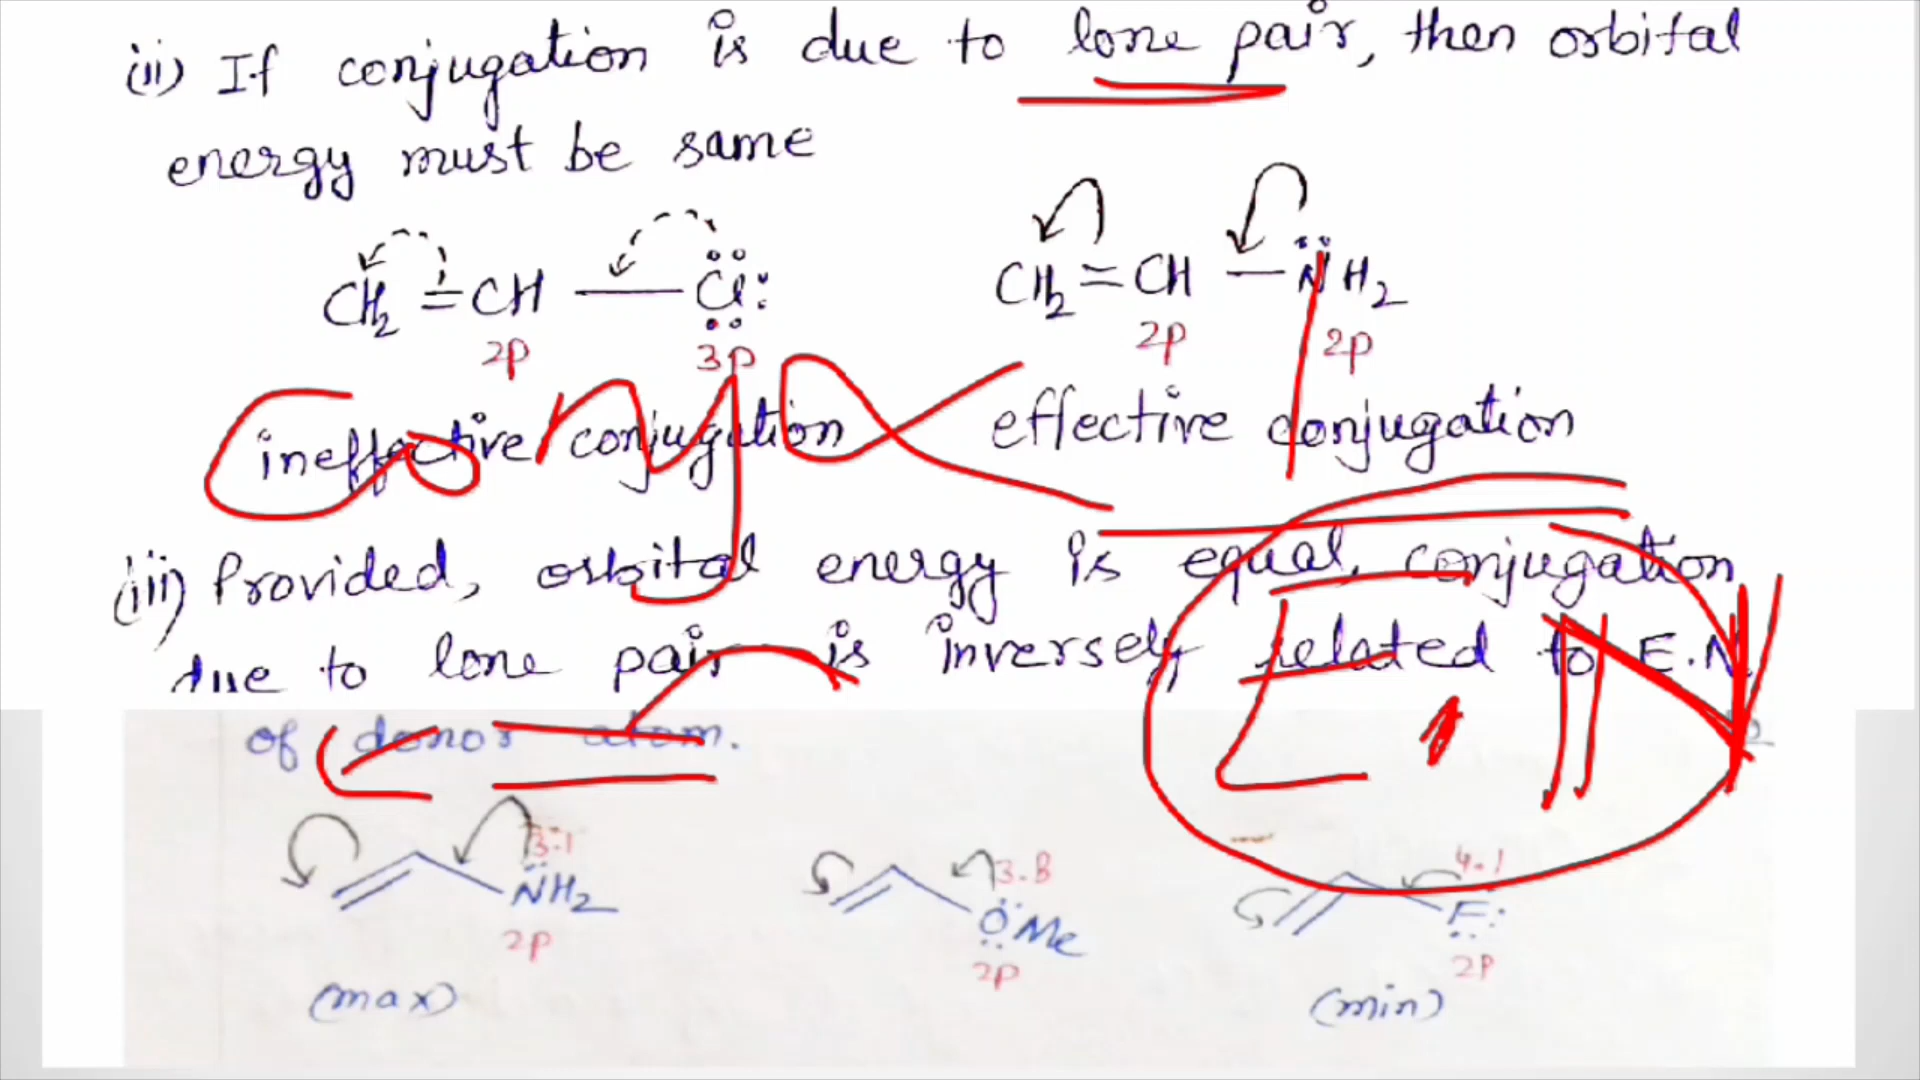 (ii) If conjugation is due to lone pair, then orbital
energy must be same
CH2 = CH — Cl:
2p 3p
CH2 = CH — NH2
2p 2p
ineffective conjugation
effective conjugation
(iii) Provided, orbital energy is equal, conjugation
due to lone pair is inversely related to E.N.
of donor atom.
3.1
NH2
2p
(max)
3.8
OMe
2p
4.1
F:
2p
(min)